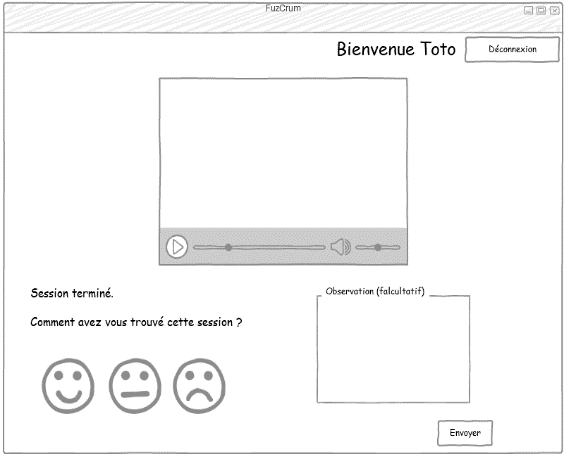 FuzCrum
Bienvenue Toto
Déconnexion
Session terminé.
Comment avez vous trouvé cette session ?
Observation (falcultatif)
Envoyer